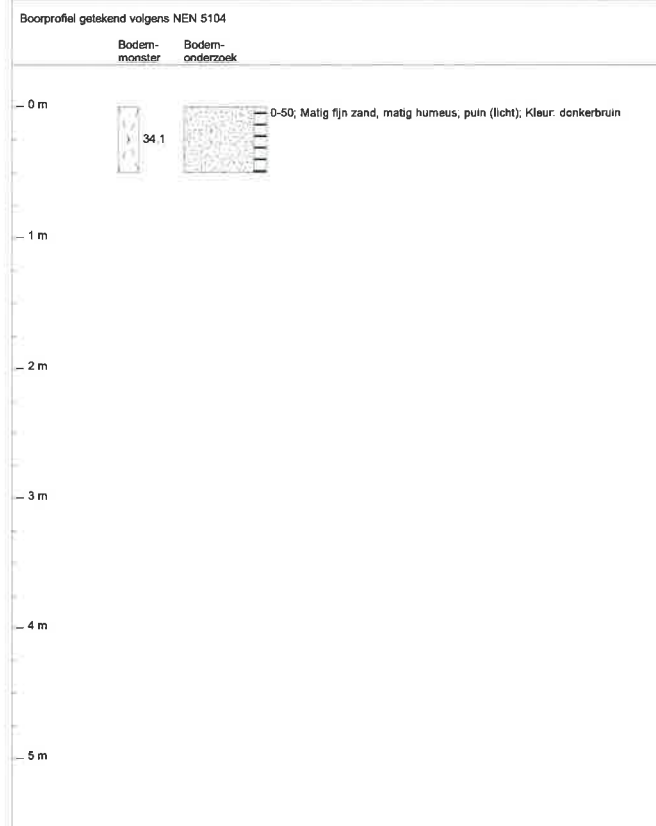 Boorprofiel getekend volgens NEN 5104
Bodem-
monster
Bodem-
onderzoek
0 m
34.1
0-50; Matig fijn zand, matig humeus; puin (licht); Kleur: donkerbruin
1 m
2 m
3 m
4 m
5 m